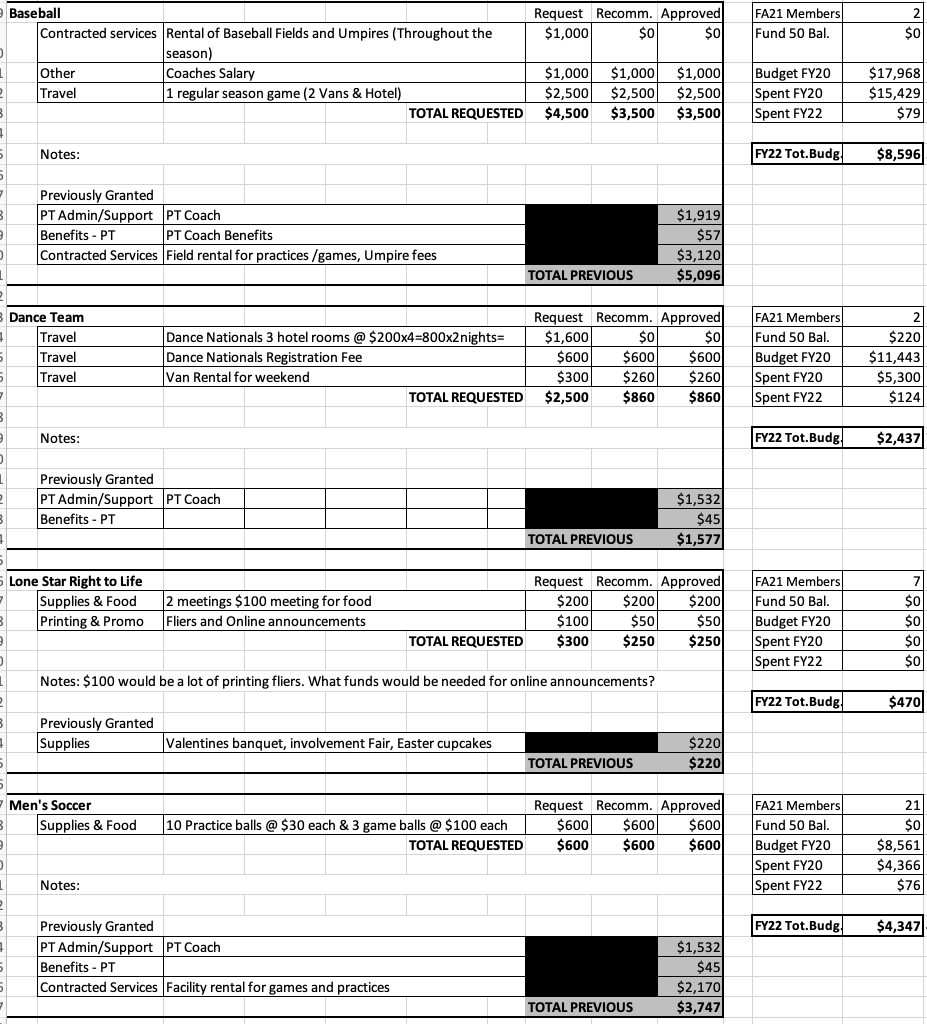 Baseball Request Recomm. Approved FA21 Members 2
Contracted services Rental of Baseball Fields and Umpires (Throughout the $1,000 $0 $0 Fund 50 Bal. $0
season)
Other Coaches Salary $1,000 $1,000 $1,000 Budget FY20 $17,968
Travel 1 regular season game (2 Vans & Hotel) $2,500 $2,500 $2,500 Spent FY20 $15,429
TOTAL REQUESTED $4,500 $3,500 $3,500 Spent FY22 $79
Notes: FY22 Tot.Budg. $8,596
Previously Granted
PT Admin/Support PT Coach $1,919
Benefits - PT PT Coach Benefits $57
Contracted Services Field rental for practices /games, Umpire fees $3,120
TOTAL PREVIOUS $5,096
Dance Team Request Recomm. Approved FA21 Members 2
Travel Dance Nationals 3 hotel rooms @ $200x4=800x2nights= $1,600 $0 $0 Fund 50 Bal. $220
Travel Dance Nationals Registration Fee $600 $600 $600 Budget FY20 $11,443
Travel Van Rental for weekend $300 $260 $260 Spent FY20 $5,300
TOTAL REQUESTED $2,500 $860 $860 Spent FY22 $124
Notes: FY22 Tot.Budg. $2,437
Previously Granted
PT Admin/Support PT Coach $1,532
Benefits - PT $45
TOTAL PREVIOUS $1,577
Lone Star Right to Life Request Recomm. Approved FA21 Members 7
Supplies & Food 2 meetings $100 meeting for food $200 $200 $200 Fund 50 Bal. $0
Printing & Promo Fliers and Online announcements $100 $50 $50 Budget FY20 $0
TOTAL REQUESTED $300 $250 $250 Spent FY20 $0
Spent FY22 $0
Notes: $100 would be a lot of printing fliers. What funds would be needed for online announcements?
FY22 Tot.Budg. $470
Previously Granted
Supplies Valentines banquet, involvement Fair, Easter cupcakes $220
TOTAL PREVIOUS $220
Men's Soccer Request Recomm. Approved FA21 Members 21
Supplies & Food 10 Practice balls @ $30 each & 3 game balls @ $100 each $600 $600 $600 Fund 50 Bal. $0
TOTAL REQUESTED $600 $600 $600 Budget FY20 $8,561
Spent FY20 $4,366
Notes: Spent FY22 $76
Previously Granted FY22 Tot.Budg. $4,347
PT Admin/Support PT Coach $1,532
Benefits - PT $45
Contracted Services Facility rental for games and practices $2,170
TOTAL PREVIOUS $3,747